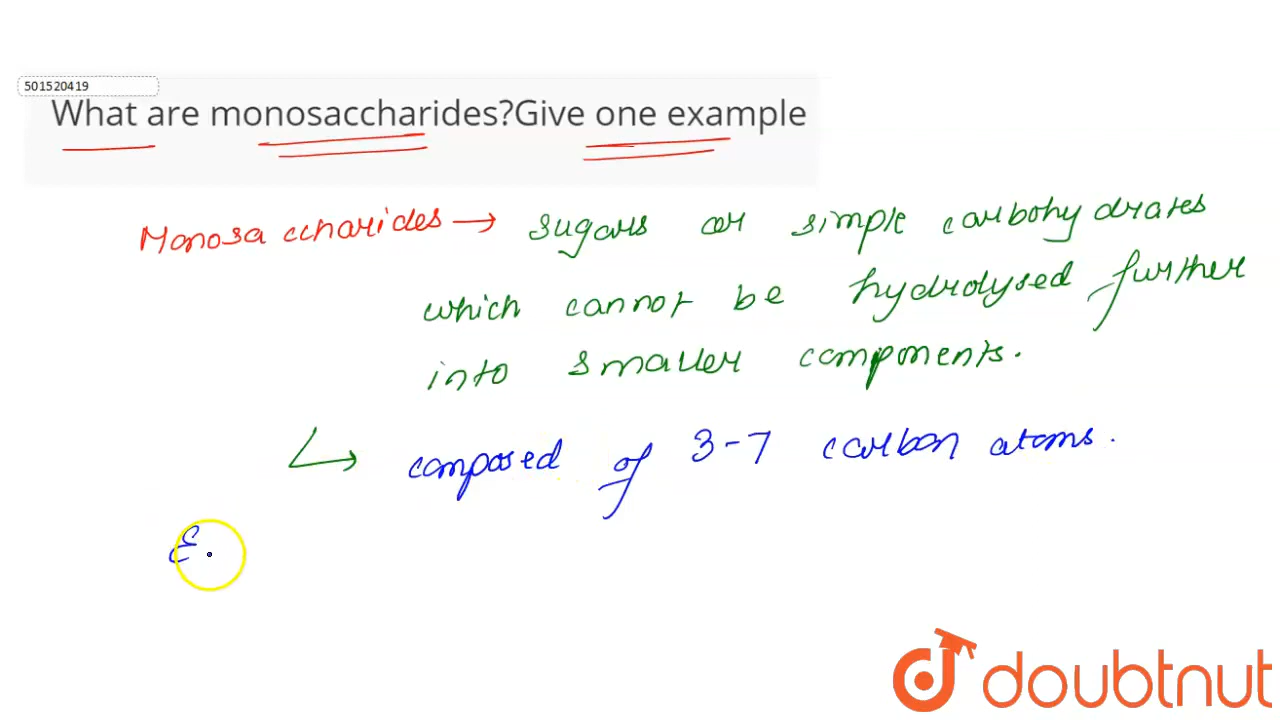 501520419
What are monosaccharides?Give one example
Monosaccharides → sugars or simple carbohydrates
which cannot be hydrolysed further
into smaller components.
↳ composed of 3-7 carbon atoms.
E
doubtnut